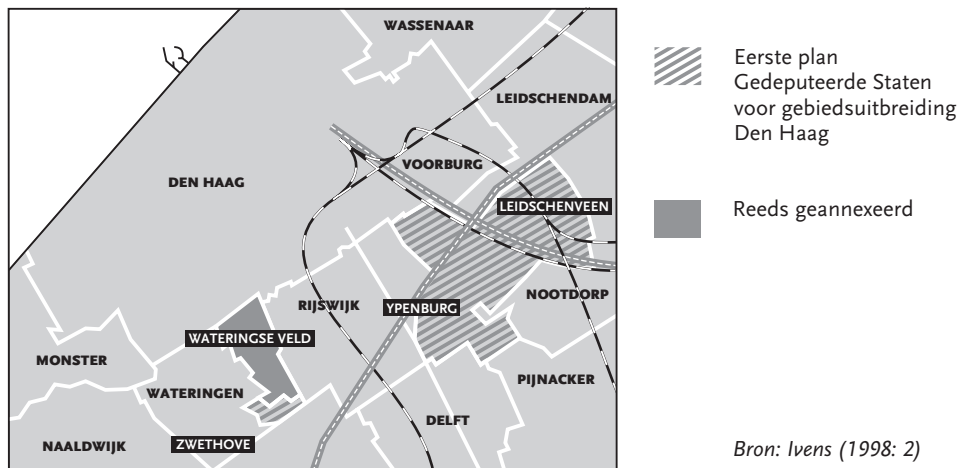 WASSENAAR
LEIDSCHENDAM
VOORBURG
DEN HAAG
LEIDSCHENVEEN
NOOTDORP
RIJSWIJK
YPENBURG
WATERINGSE VELD
MONSTER
PIJNACKER
WATERINGEN
DELFT
NAALDWIJK
ZWETHOVE
Eerste plan
Gedeputeerde Staten
voor gebiedsuitbreiding
Den Haag
Reeds geannexeerd
Bron: Ivens (1998: 2)